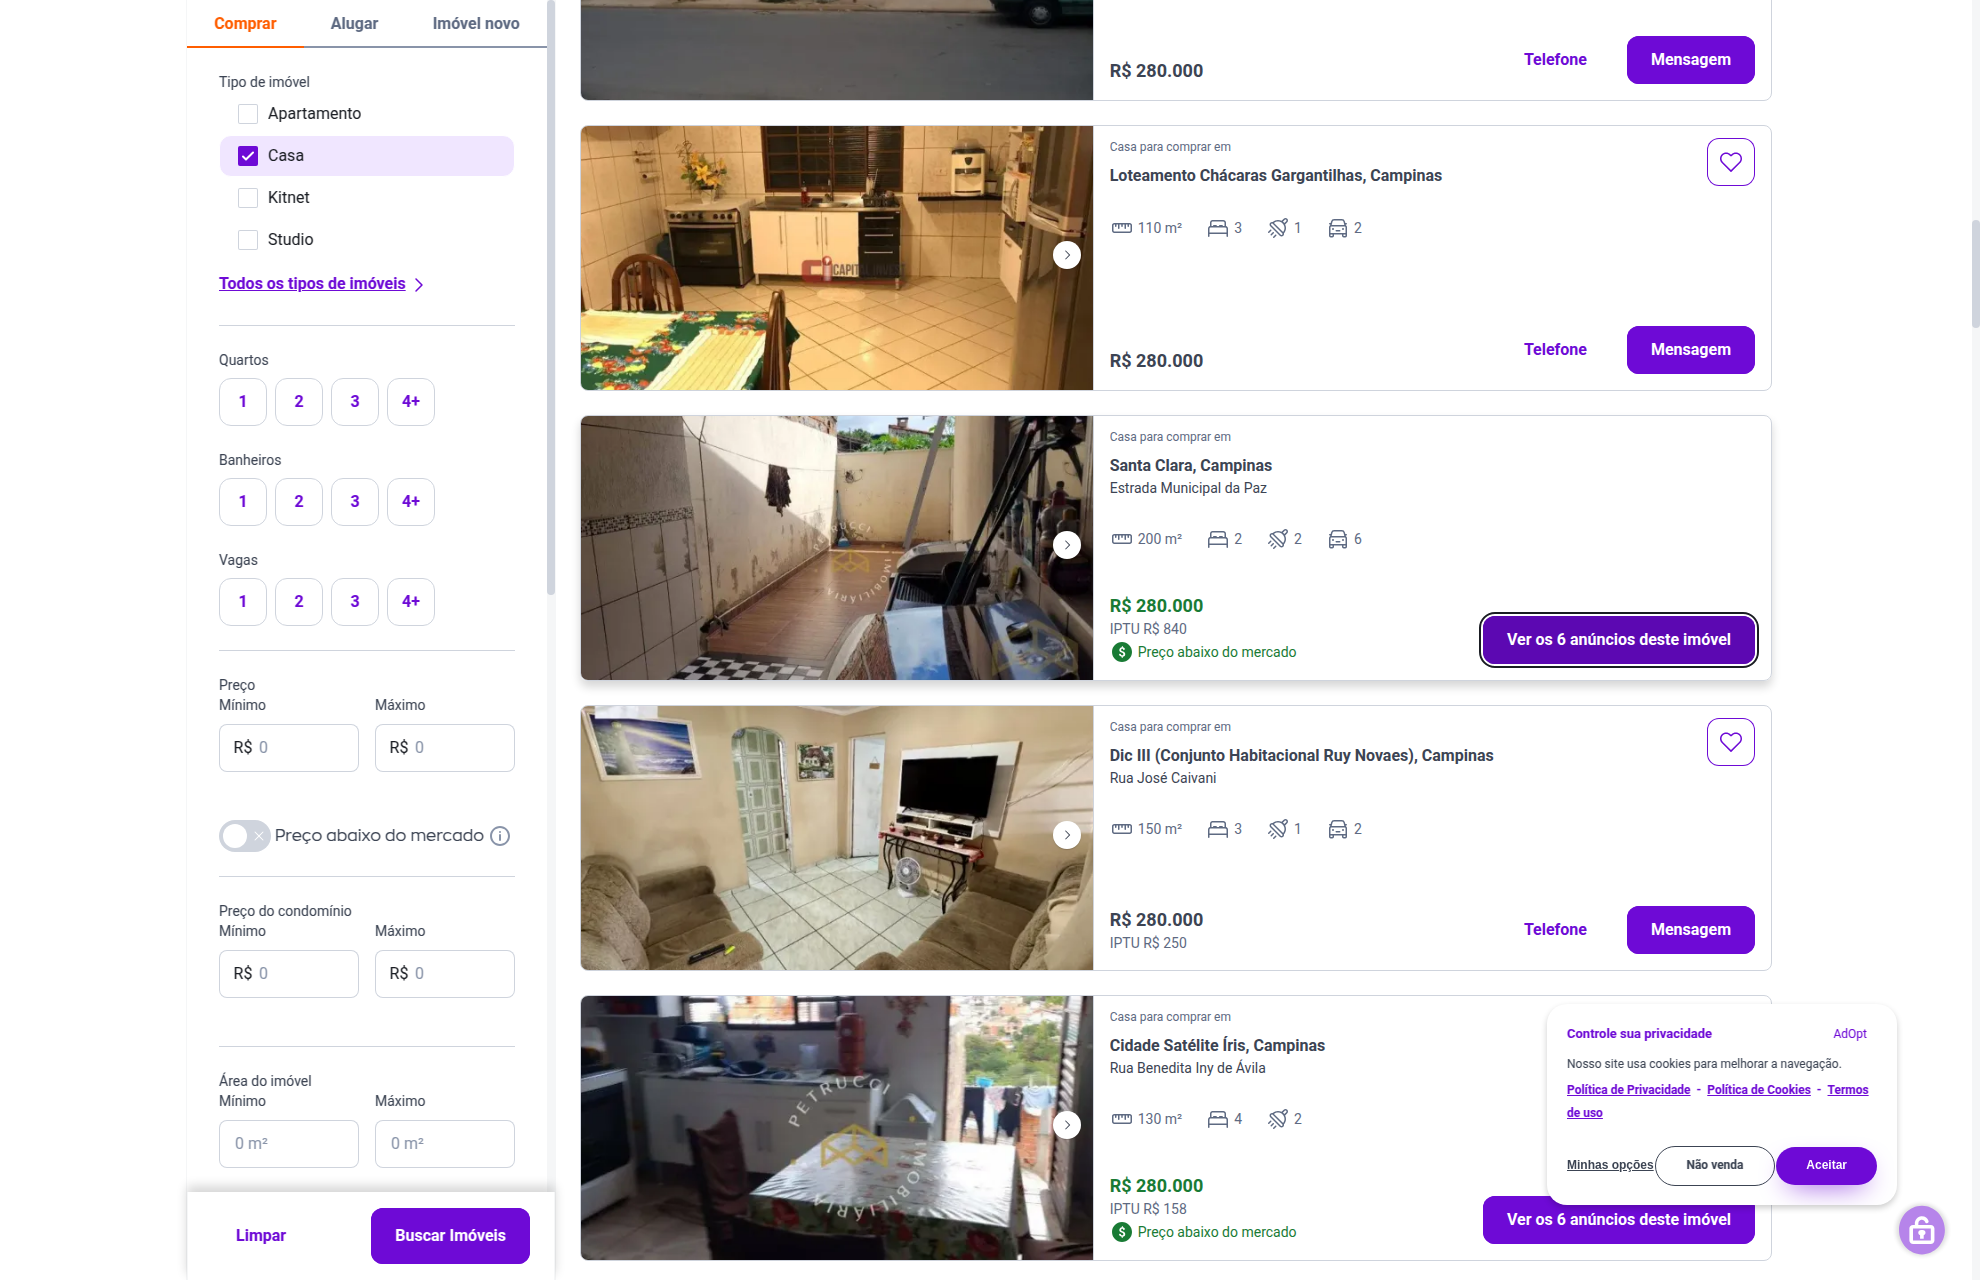 Comprar
Alugar
Imóvel novo
Tipo de imóvel
Apartamento
Casa
Kitnet
Studio
Todos os tipos de imóveis
Quartos
1
2
3
4+
Banheiros
1
2
3
4+
Vagas
1
2
3
4+
Preço
Mínimo
Máximo
R$ 0
R$ 0
Preço abaixo do mercado
Preço do condomínio
Mínimo
Máximo
R$ 0
R$ 0
Área do imóvel
Mínimo
Máximo
0 m²
0 m²
Limpar
Buscar Imóveis
R$ 280.000
Telefone
Mensagem
CAPITAL INVEST
Casa para comprar em
Loteamento Chácaras Gargantilhas, Campinas
110 m²
3
1
2
R$ 280.000
Telefone
Mensagem
PETRUCCI
IMOBILIÁRIA
Casa para comprar em
Santa Clara, Campinas
Estrada Municipal da Paz
200 m²
2
2
6
R$ 280.000
IPTU R$ 840
Preço abaixo do mercado
Ver os 6 anúncios deste imóvel
Casa para comprar em
Dic III (Conjunto Habitacional Ruy Novaes), Campinas
Rua José Caivani
150 m²
3
1
2
R$ 280.000
IPTU R$ 250
Telefone
Mensagem
PETRUCCI
IMOBILIÁRIA
Casa para comprar em
Cidade Satélite Íris, Campinas
Rua Benedita Iny de Ávila
130 m²
4
2
R$ 280.000
IPTU R$ 158
Preço abaixo do mercado
Ver os 6 anúncios deste imóvel
Controle sua privacidade
AdOpt
Nosso site usa cookies para melhorar a navegação.
Política de Privacidade - Política de Cookies - Termos
de uso
Minhas opções
Não venda
Aceitar